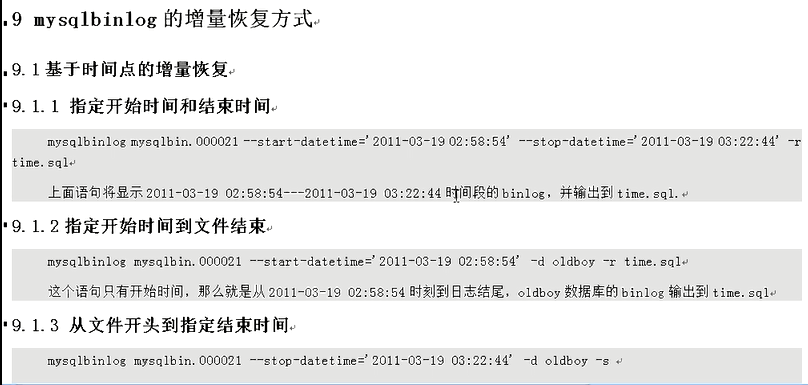 9 mysqlbinlog 的增量恢复方式
9.1 基于时间点的增量恢复
9.1.1 指定开始时间和结束时间
mysqlbinlog mysqlbin.000021 --start-datetime='2011-03-19 02:58:54' --stop-datetime='2011-03-19 03:22:44' -r
time.sql
上面语句将显示 2011-03-19 02:58:54---2011-03-19 03:22:44 时间段的 binlog，并输出到 time.sql.
9.1.2 指定开始时间到文件结束
mysqlbinlog mysqlbin.000021 --start-datetime='2011-03-19 02:58:54' -d oldboy -r time.sql
这个语句只有开始时间，那么就是从 2011-03-19 02:58:54 时刻到日志结尾，oldboy 数据库的 binlog 输出到 time.sql
9.1.3 从文件开头到指定结束时间
mysqlbinlog mysqlbin.000021 --stop-datetime='2011-03-19 03:22:44' -d oldboy -s